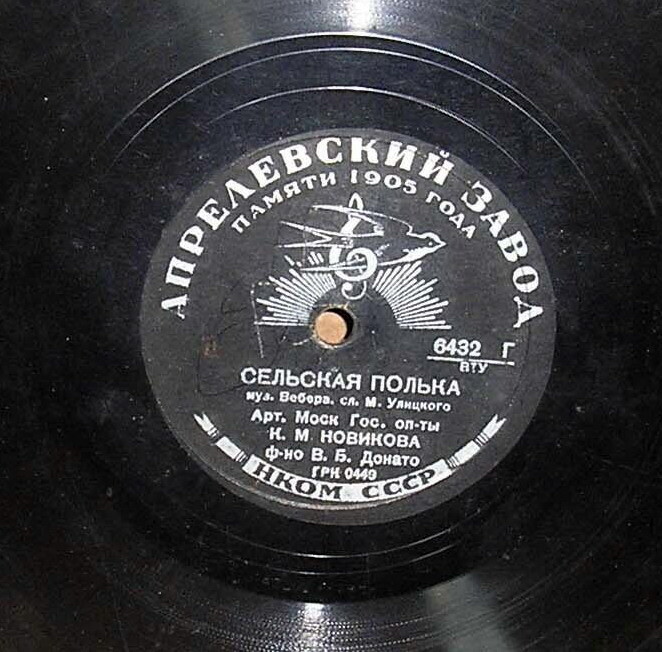 АПРЕЛЕВСКИЙ ЗАВОД
ПАМЯТИ 1905 ГОДА
6432 Г
ВТУ
СЕЛЬСКАЯ ПОЛЬКА
муз. Вебера. сл. М. Улицкого
Арт. Моск Гос. оп-ты
К. М. НОВИКОВА
ф-но В. Б. Донато
ГРК 0449
НКОМ СССР